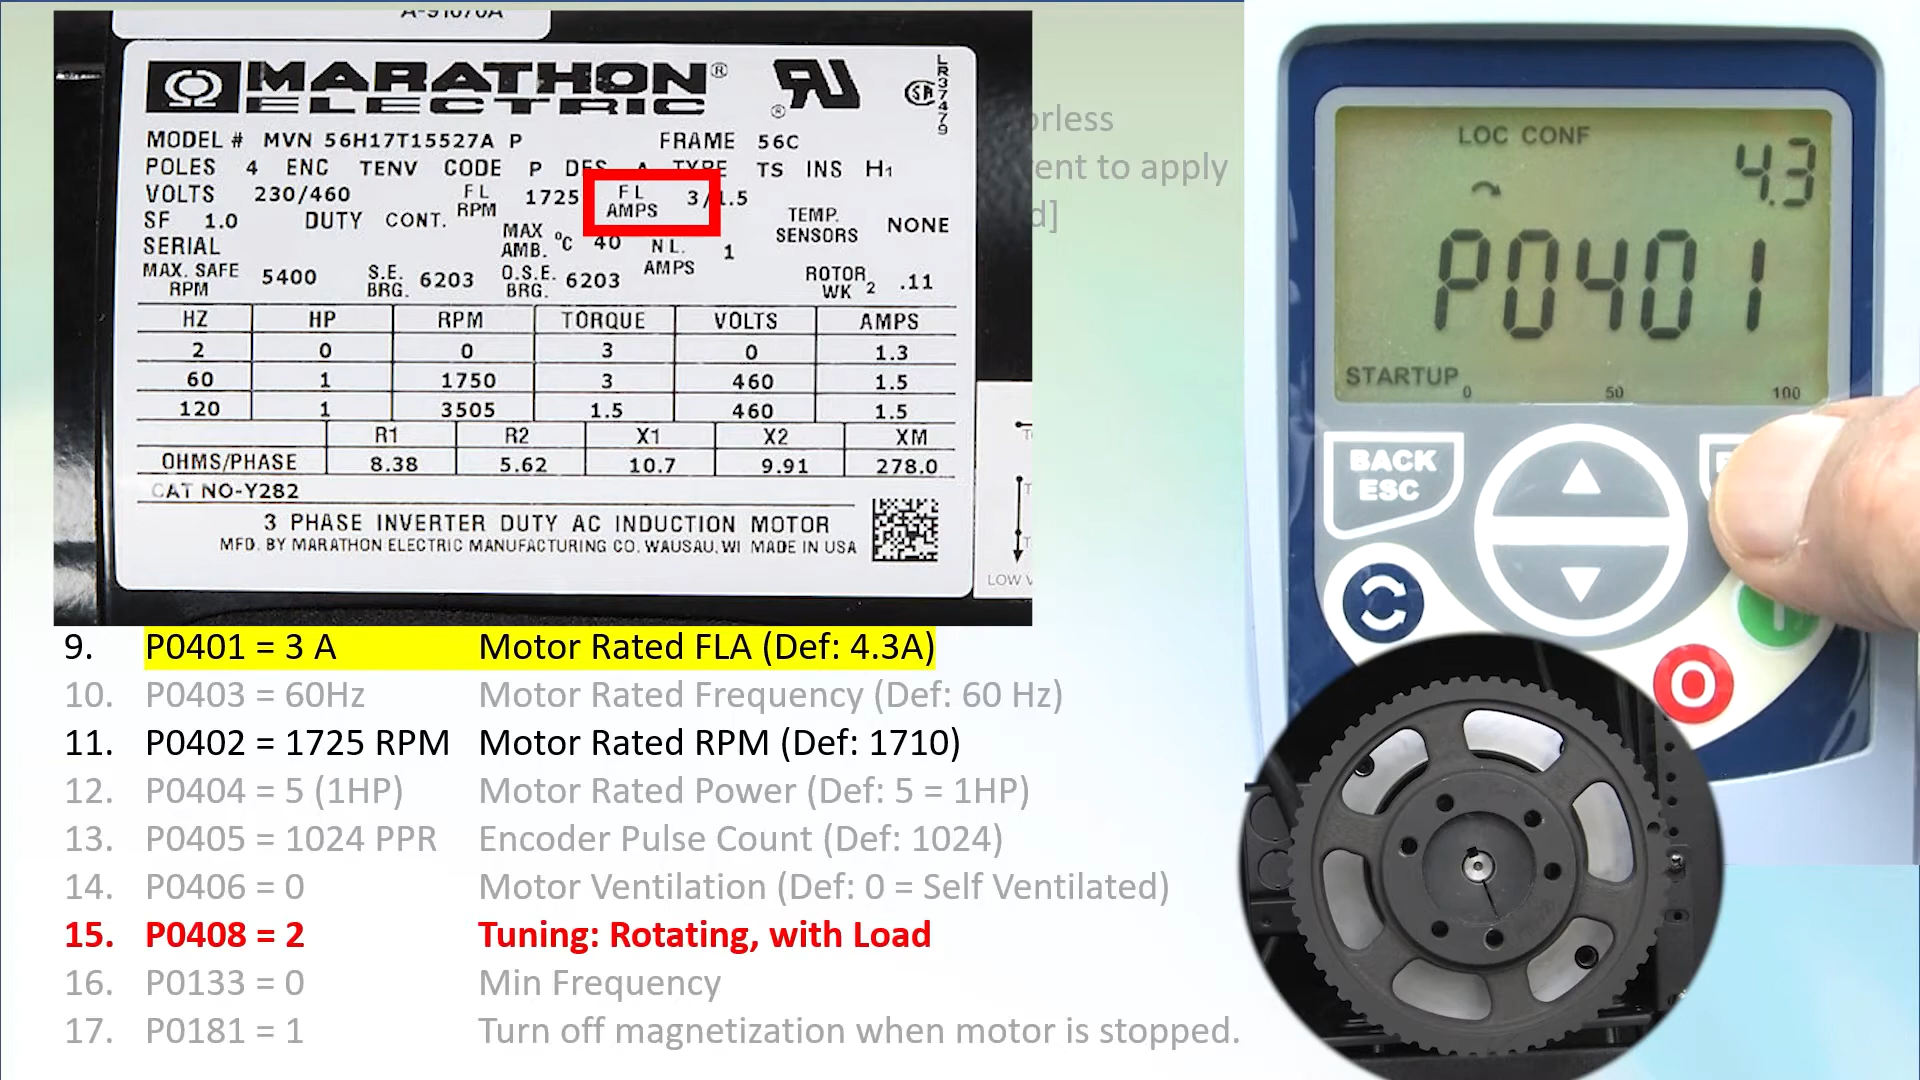 A-91070A
MARATHON®
ELECTRIC
LR37479
MODEL # MVN 56H17T15527A P FRAME 56C
POLES 4 ENC TENV CODE P DES A TYPE TS INS H1
VOLTS 230/460 FL RPM 1725 FL AMPS 3/1.5
SF 1.0 DUTY CONT. MAX AMB. °C 40 NL. AMPS 1 TEMP. SENSORS NONE
SERIAL
MAX. SAFE RPM 5400 S.E. BRG. 6203 O.S.E. BRG. 6203 ROTOR WK 2 .11
HZ HP RPM TORQUE VOLTS AMPS
2 0 0 3 0 1.3
60 1 1750 3 460 1.5
120 1 3505 1.5 460 1.5
R1 R2 X1 X2 XM
OHMS/PHASE 8.38 5.62 10.7 9.91 278.0
CAT NO-Y282
3 PHASE INVERTER DUTY AC INDUCTION MOTOR
MFD. BY MARATHON ELECTRIC MANUFACTURING CO. WAUSAU, WI MADE IN USA
LOW V
orless
ent to apply
d]
9. P0401 = 3 A Motor Rated FLA (Def: 4.3A)
10. P0403 = 60Hz Motor Rated Frequency (Def: 60 Hz)
11. P0402 = 1725 RPM Motor Rated RPM (Def: 1710)
12. P0404 = 5 (1HP) Motor Rated Power (Def: 5 = 1HP)
13. P0405 = 1024 PPR Encoder Pulse Count (Def: 1024)
14. P0406 = 0 Motor Ventilation (Def: 0 = Self Ventilated)
15. P0408 = 2 Tuning: Rotating, with Load
16. P0133 = 0 Min Frequency
17. P0181 = 1 Turn off magnetization when motor is stopped.
LOC CONF
4.3
P0401
STARTUP 0 50 100
BACK
ESC